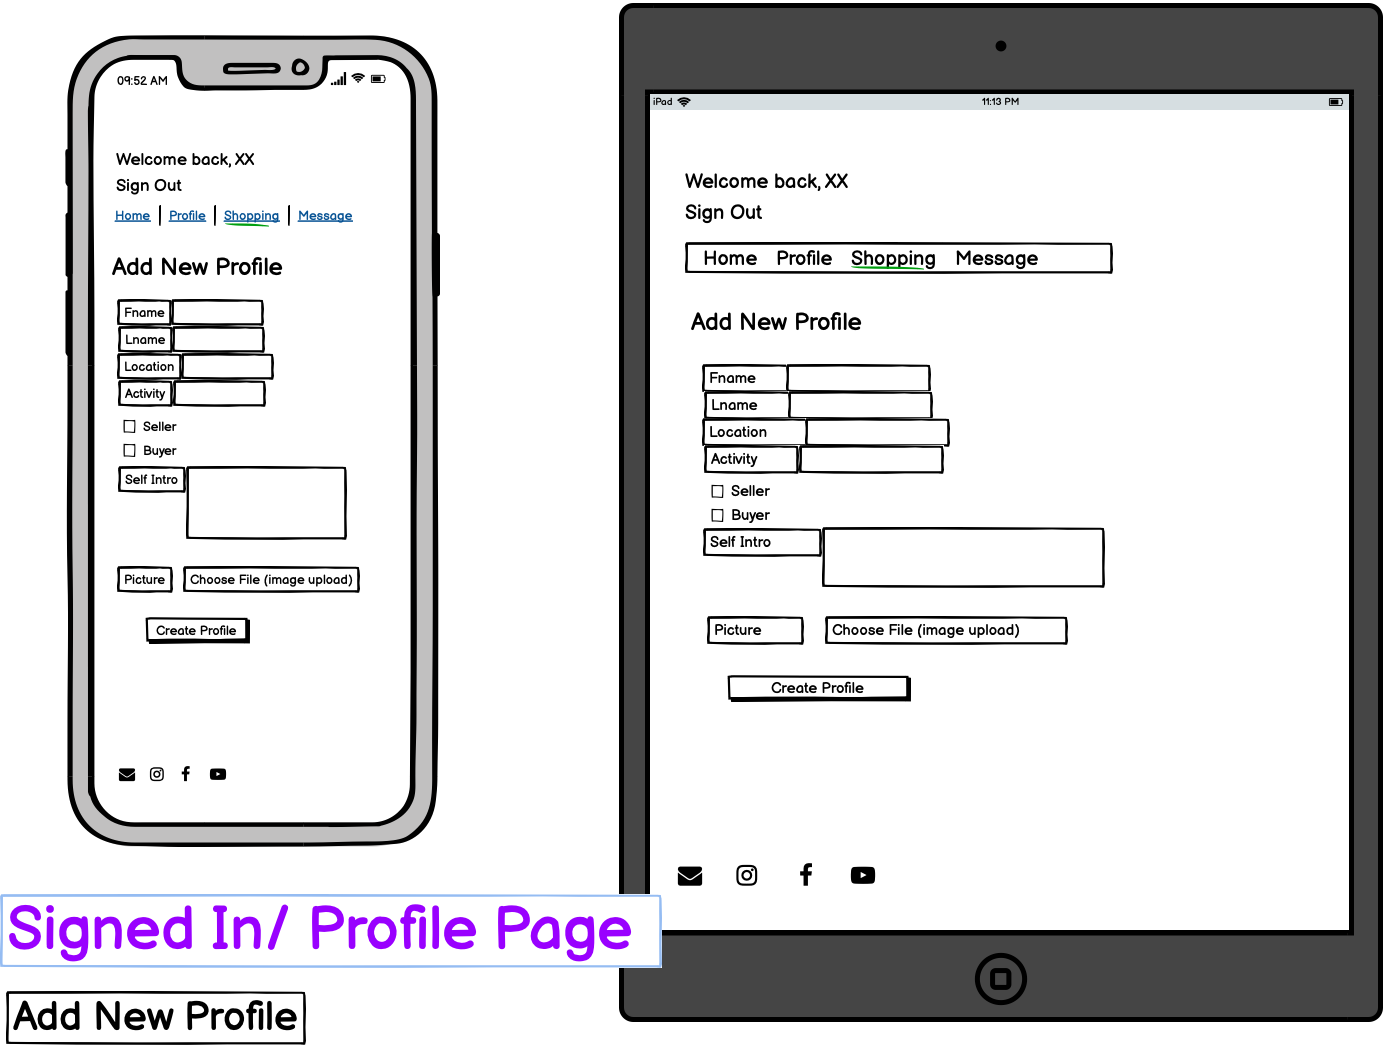 09:52 AM
Welcome back, XX
Sign Out
Home | Profile | Shopping | Message
Add New Profile
Fname
Lname
Location
Activity
Seller
Buyer
Self Intro
Picture Choose File (image upload)
Create Profile
iPad 11:13 PM
Welcome back, XX
Sign Out
Home Profile Shopping Message
Add New Profile
Fname
Lname
Location
Activity
Seller
Buyer
Self Intro
Picture Choose File (image upload)
Create Profile
Signed In/ Profile Page
Add New Profile